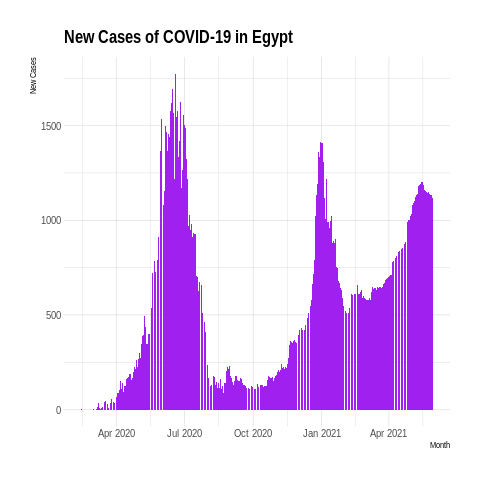 New Cases of COVID-19 in Egypt
New Cases
1500
1000
500
0
Apr 2020 Jul 2020 Oct 2020 Jan 2021 Apr 2021
Month